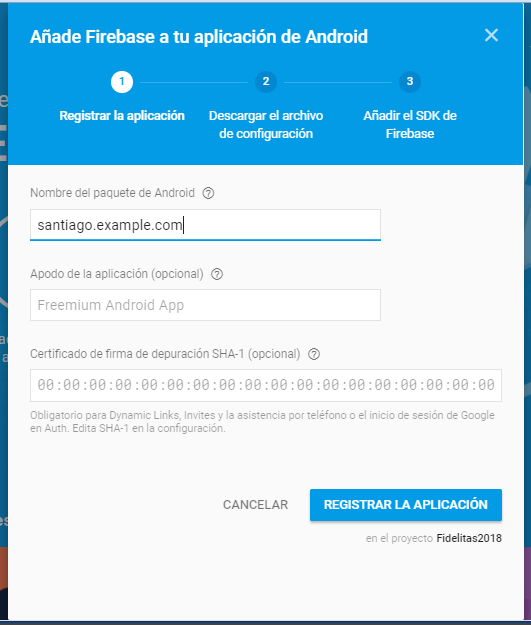 Añade Firebase a tu aplicación de Android
1
2
3
Registrar la aplicación
Descargar el archivo
de configuración
Añadir el SDK de
Firebase
Nombre del paquete de Android
santiago.example.com
Apodo de la aplicación (opcional)
Freemium Android App
Certificado de firma de depuración SHA-1 (opcional)
00:00:00:00:00:00:00:00:00:00:00:00:00:00:00:00:00:00
Obligatorio para Dynamic Links, Invites y la asistencia por teléfono o el inicio de sesión de Google
en Auth. Edita SHA-1 en la configuración.
CANCELAR
REGISTRAR LA APLICACIÓN
en el proyecto Fidelitas2018